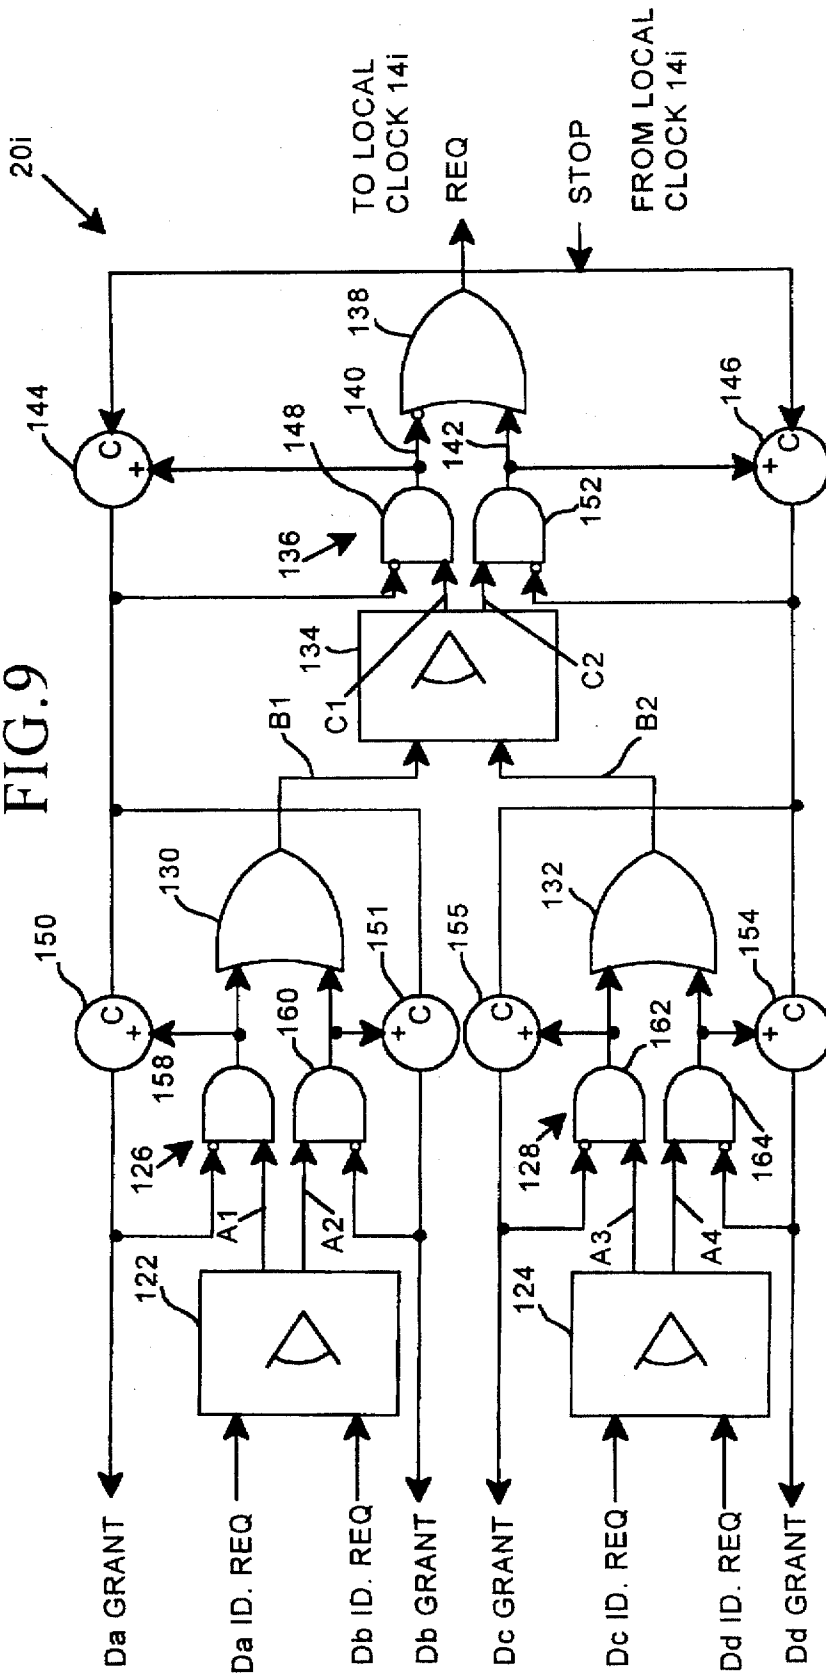 FIG.9
20i
144
TO LOCAL
CLOCK 14i
REQ
STOP
FROM LOCAL
CLOCK 14i
138
140
148
142
136
152
146
134
C1
C2
B1
B2
C
+
C
+
150
C
+
158
130
160
151
+
C
155
C
+
132
162
154
+
C
126
128
164
A1
A2
A3
A4
122
124
Da GRANT
Da ID. REQ
Db ID. REQ
Db GRANT
Dc GRANT
Dc ID. REQ
Dd ID. REQ
Dd GRANT